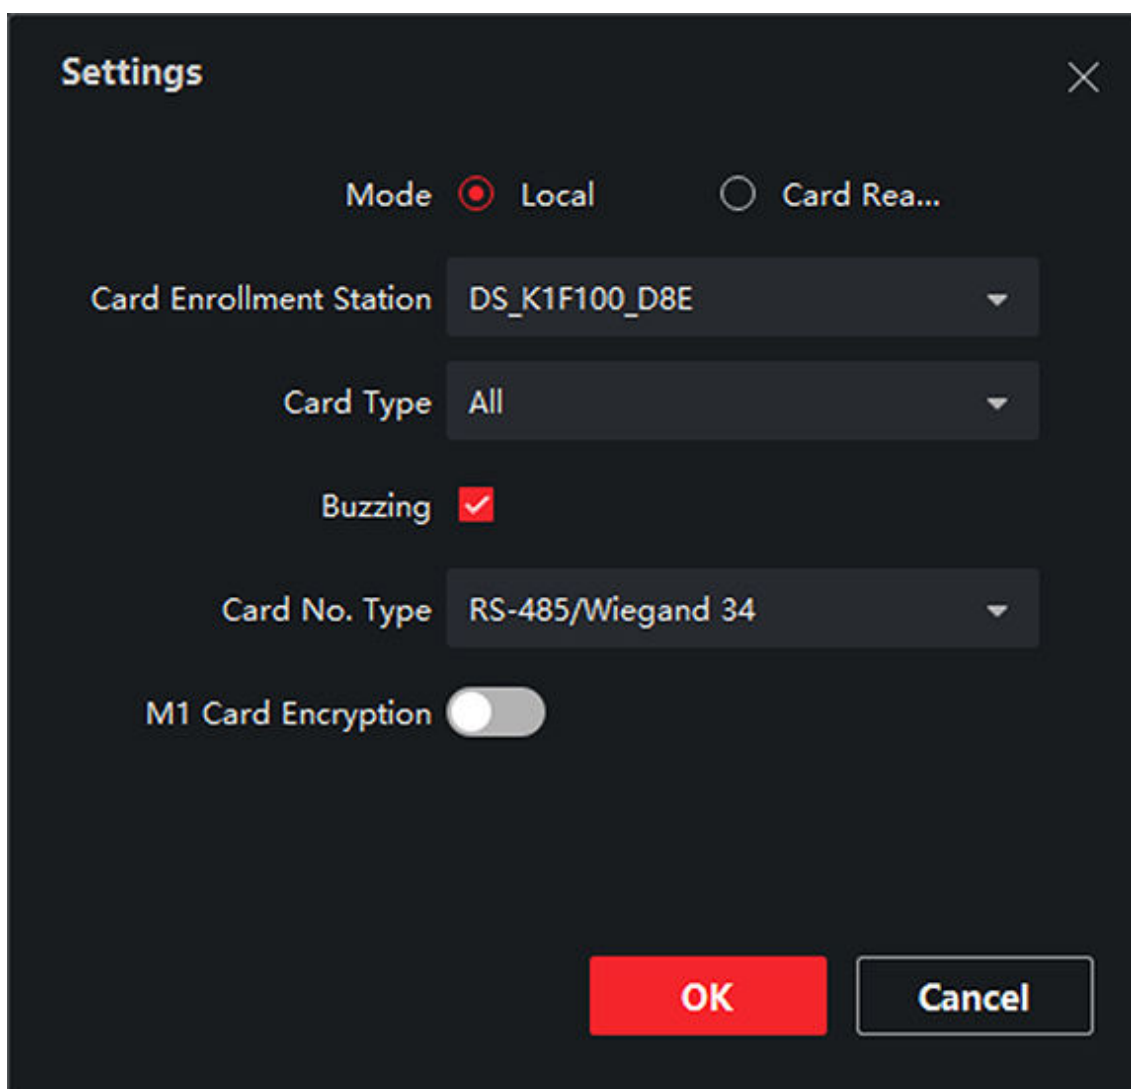 Settings
Mode Local Card Rea...
Card Enrollment Station DS_K1F100_D8E
Card Type All
Buzzing
Card No. Type RS-485/Wiegand 34
M1 Card Encryption
OK Cancel